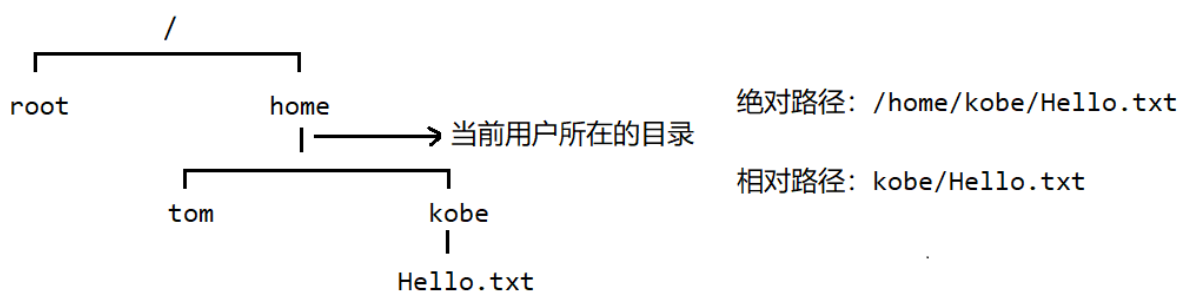 /
root
home
绝对路径：/home/kobe/Hello.txt
当前用户所在的目录
相对路径：kobe/Hello.txt
tom
kobe
Hello.txt